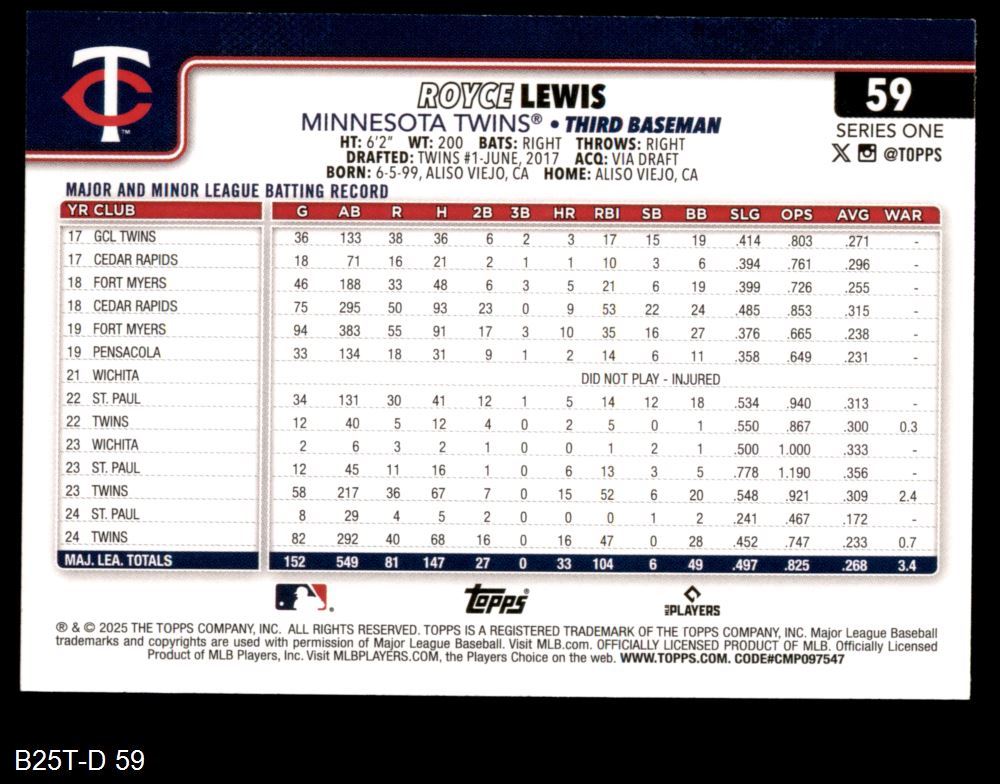 TC
™
ROYCE LEWIS
59
MINNESOTA TWINS® • THIRD BASEMAN
SERIES ONE
HT: 6'2" WT: 200 BATS: RIGHT THROWS: RIGHT
@TOPPS
DRAFTED: TWINS #1-JUNE, 2017 ACQ: VIA DRAFT
BORN: 6-5-99, ALISO VIEJO, CA HOME: ALISO VIEJO, CA
MAJOR AND MINOR LEAGUE BATTING RECORD
YR CLUB G AB R H 2B 3B HR RBI SB BB SLG OPS AVG WAR
17 GCL TWINS 36 133 38 36 6 2 3 17 15 19 .414 .803 .271 -
17 CEDAR RAPIDS 18 71 16 21 2 1 1 10 3 6 .394 .761 .296 -
18 FORT MYERS 46 188 33 48 6 3 5 21 6 19 .399 .726 .255 -
18 CEDAR RAPIDS 75 295 50 93 23 0 9 53 22 24 .485 .853 .315 -
19 FORT MYERS 94 383 55 91 17 3 10 35 16 27 .376 .665 .238 -
19 PENSACOLA 33 134 18 31 9 1 2 14 6 11 .358 .649 .231 -
21 WICHITA DID NOT PLAY - INJURED
22 ST. PAUL 34 131 30 41 12 1 5 14 12 18 .534 .940 .313 -
22 TWINS 12 40 5 12 4 0 2 5 0 1 .550 .867 .300 0.3
23 WICHITA 2 6 3 2 1 0 0 1 2 1 .500 1.000 .333 -
23 ST. PAUL 12 45 11 16 1 0 6 13 3 5 .778 1.190 .356 -
23 TWINS 58 217 36 67 7 0 15 52 6 20 .548 .921 .309 2.4
24 ST. PAUL 8 29 4 5 2 0 0 0 1 2 .241 .467 .172 -
24 TWINS 82 292 40 68 16 0 16 47 0 28 .452 .747 .233 0.7
MAJ. LEA. TOTALS 152 549 81 147 27 0 33 104 6 49 .497 .825 .268 3.4
Topps®
MLB PLAYERS
® & © 2025 THE TOPPS COMPANY, INC. ALL RIGHTS RESERVED. TOPPS IS A REGISTERED TRADEMARK OF THE TOPPS COMPANY, INC. Major League Baseball
trademarks and copyrights are used with permission of Major League Baseball. Visit MLB.com. OFFICIALLY LICENSED PRODUCT OF MLB. Officially Licensed
Product of MLB Players, Inc. Visit MLBPLAYERS.COM, the Players Choice on the web. WWW.TOPPS.COM. CODE#CMP097547
B25T-D 59